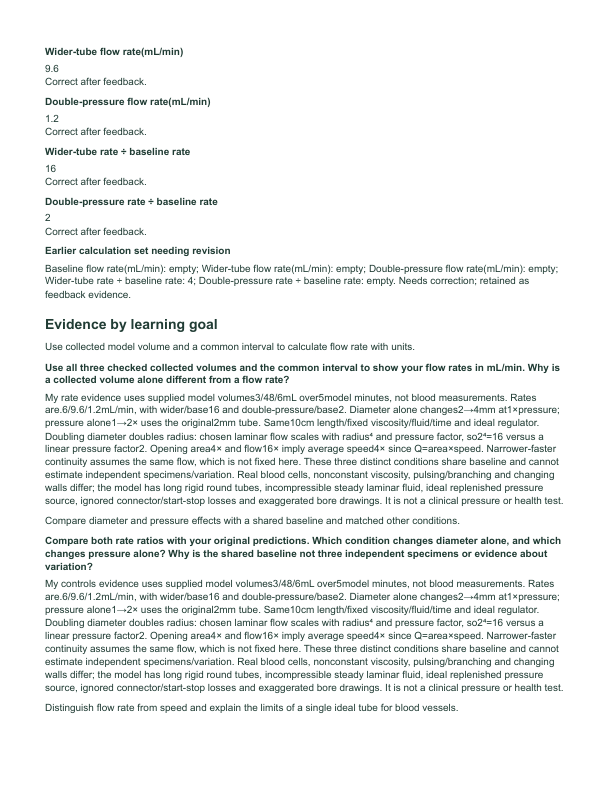 Wider-tube flow rate(mL/min)
9.6
Correct after feedback.
Double-pressure flow rate(mL/min)
1.2
Correct after feedback.
Wider-tube rate ÷ baseline rate
16
Correct after feedback.
Double-pressure rate ÷ baseline rate
2
Correct after feedback.
Earlier calculation set needing revision
Baseline flow rate(mL/min): empty; Wider-tube flow rate(mL/min): empty; Double-pressure flow rate(mL/min): empty;
Wider-tube rate ÷ baseline rate: 4; Double-pressure rate ÷ baseline rate: empty. Needs correction; retained as
feedback evidence.
Evidence by learning goal
Use collected model volume and a common interval to calculate flow rate with units.
Use all three checked collected volumes and the common interval to show your flow rates in mL/min. Why is
a collected volume alone different from a flow rate?
My rate evidence uses supplied model volumes3/48/6mL over5model minutes, not blood measurements. Rates
are.6/9.6/1.2mL/min, with wider/base16 and double-pressure/base2. Diameter alone changes2→4mm at1×pressure;
pressure alone1→2× uses the original2mm tube. Same10cm length/fixed viscosity/fluid/time and ideal regulator.
Doubling diameter doubles radius: chosen laminar flow scales with radius⁴ and pressure factor, so2⁴=16 versus a
linear pressure factor2. Opening area4× and flow16× imply average speed4× since Q=area×speed. Narrower-faster
continuity assumes the same flow, which is not fixed here. These three distinct conditions share baseline and cannot
estimate independent specimens/variation. Real blood cells, nonconstant viscosity, pulsing/branching and changing
walls differ; the model has long rigid round tubes, incompressible steady laminar fluid, ideal replenished pressure
source, ignored connector/start-stop losses and exaggerated bore drawings. It is not a clinical pressure or health test.
Compare diameter and pressure effects with a shared baseline and matched other conditions.
Compare both rate ratios with your original predictions. Which condition changes diameter alone, and which
changes pressure alone? Why is the shared baseline not three independent specimens or evidence about
variation?
My controls evidence uses supplied model volumes3/48/6mL over5model minutes, not blood measurements. Rates
are.6/9.6/1.2mL/min, with wider/base16 and double-pressure/base2. Diameter alone changes2→4mm at1×pressure;
pressure alone1→2× uses the original2mm tube. Same10cm length/fixed viscosity/fluid/time and ideal regulator.
Doubling diameter doubles radius: chosen laminar flow scales with radius⁴ and pressure factor, so2⁴=16 versus a
linear pressure factor2. Opening area4× and flow16× imply average speed4× since Q=area×speed. Narrower-faster
continuity assumes the same flow, which is not fixed here. These three distinct conditions share baseline and cannot
estimate independent specimens/variation. Real blood cells, nonconstant viscosity, pulsing/branching and changing
walls differ; the model has long rigid round tubes, incompressible steady laminar fluid, ideal replenished pressure
source, ignored connector/start-stop losses and exaggerated bore drawings. It is not a clinical pressure or health test.
Distinguish flow rate from speed and explain the limits of a single ideal tube for blood vessels.